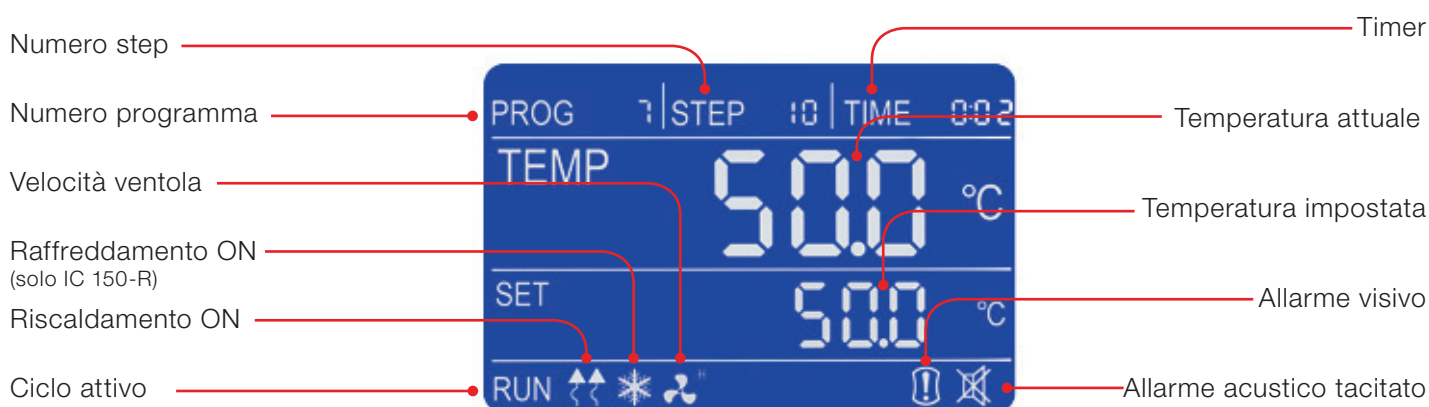 Numero step
Timer
Numero programma
PROG 7 STEP 10 TIME 0:02
Temperatura attuale
TEMP 50.0 °C
Velocità ventola
Temperatura impostata
Raffreddamento ON
(solo IC 150-R)
SET 50.0 °C
Allarme visivo
Riscaldamento ON
Ciclo attivo
RUN H
Allarme acustico tacitato